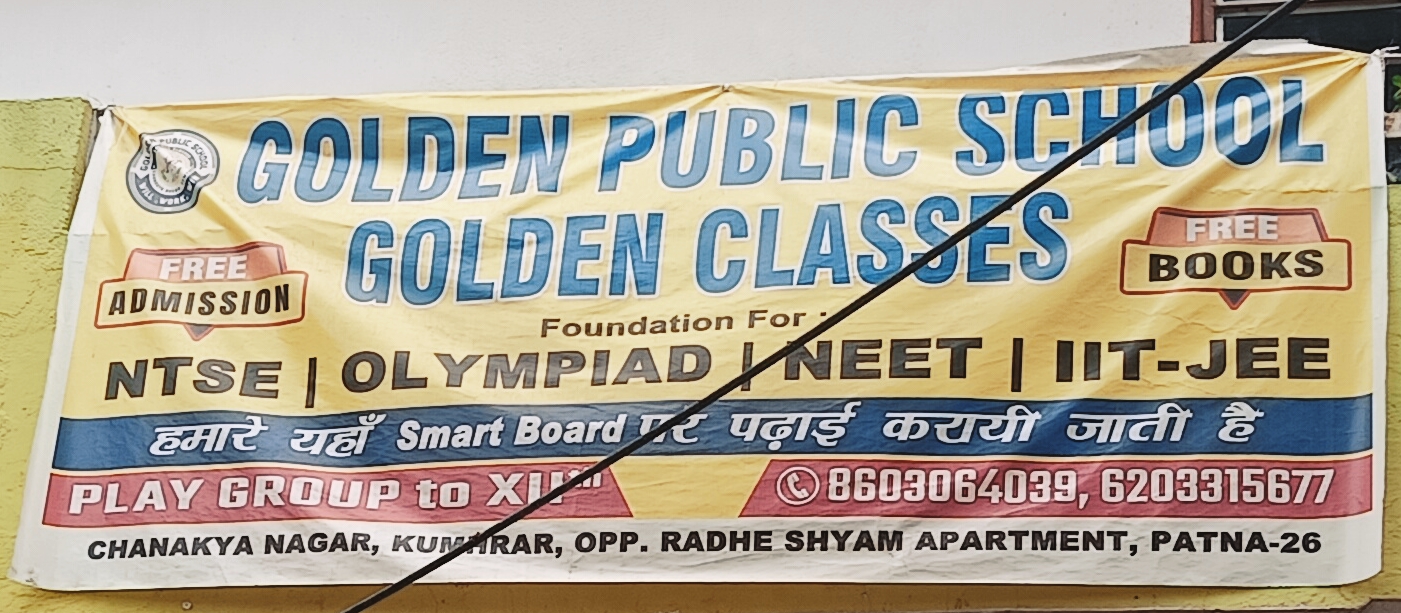 GOLDEN PUBLIC SCHOOL
GOLDEN CLASSES
FREE
ADMISSION
FREE
BOOKS
Foundation For :
NTSE | OLYMPIAD | NEET | IIT-JEE
हमारे यहाँ Smart Board पर पढ़ाई करायी जाती है
PLAY GROUP to XIIth
8603064039, 6203315677
CHANAKYA NAGAR, KUMHRAR, OPP. RADHE SHYAM APARTMENT, PATNA-26